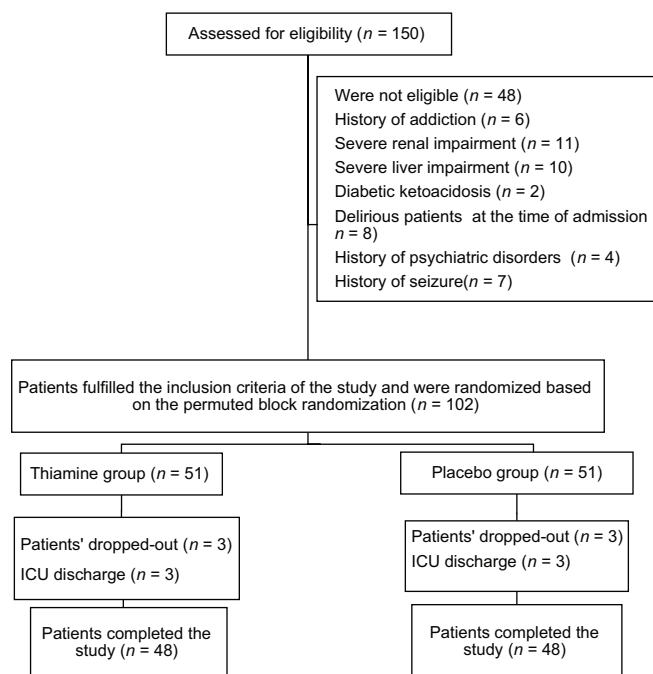 Assessed for eligibility (n = 150)
Were not eligible (n = 48)
History of addiction (n = 6)
Severe renal impairment (n = 11)
Severe liver impairment (n = 10)
Diabetic ketoacidosis (n = 2)
Delirious patients at the time of admission
n = 8)
History of psychiatric disorders (n = 4)
History of seizure(n = 7)
Patients fulfilled the inclusion criteria of the study and were randomized based
on the permuted block randomization (n = 102)
Thiamine group (n = 51)
Placebo group (n = 51)
Patients' dropped-out (n = 3)
ICU discharge (n = 3)
Patients' dropped-out (n = 3)
ICU discharge (n = 3)
Patients completed the
study (n = 48)
Patients completed the
study (n = 48)